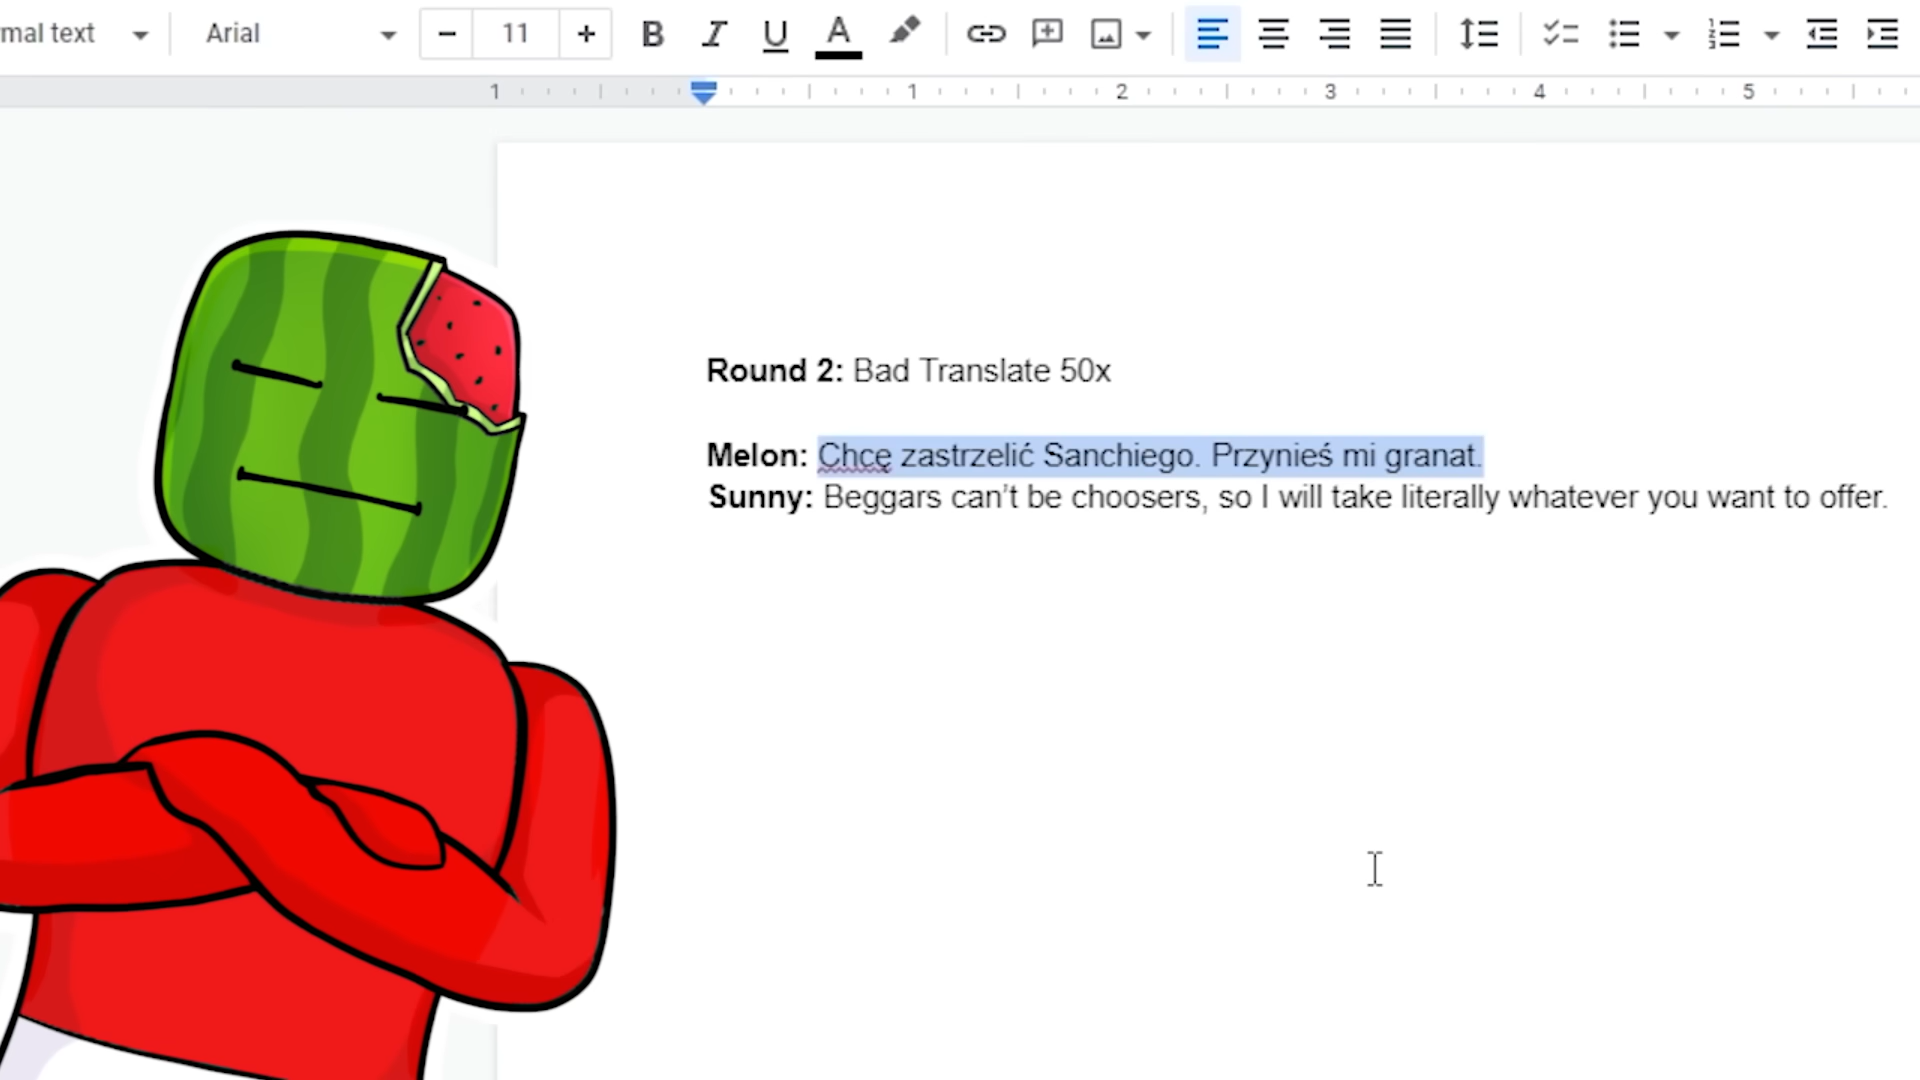 mal text Arial 11
1 1 2 3 4 5
Round 2: Bad Translate 50x
Melon: Chcę zastrzelić Sanchiego. Przynieś mi granat.
Sunny: Beggars can't be choosers, so I will take literally whatever you want to offer.